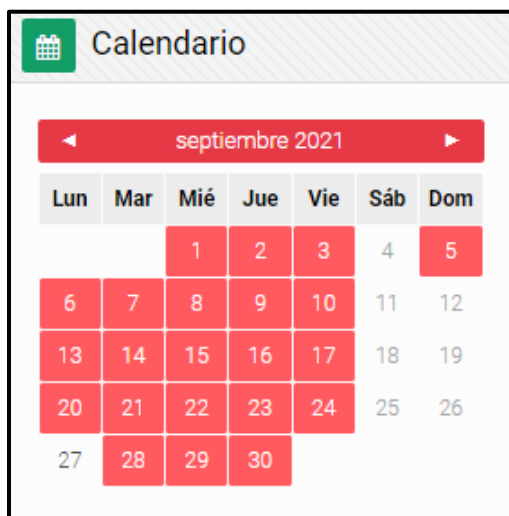 Calendario
septiembre 2021
Lun Mar Mié Jue Vie Sáb Dom
1 2 3 4 5
6 7 8 9 10 11 12
13 14 15 16 17 18 19
20 21 22 23 24 25 26
27 28 29 30